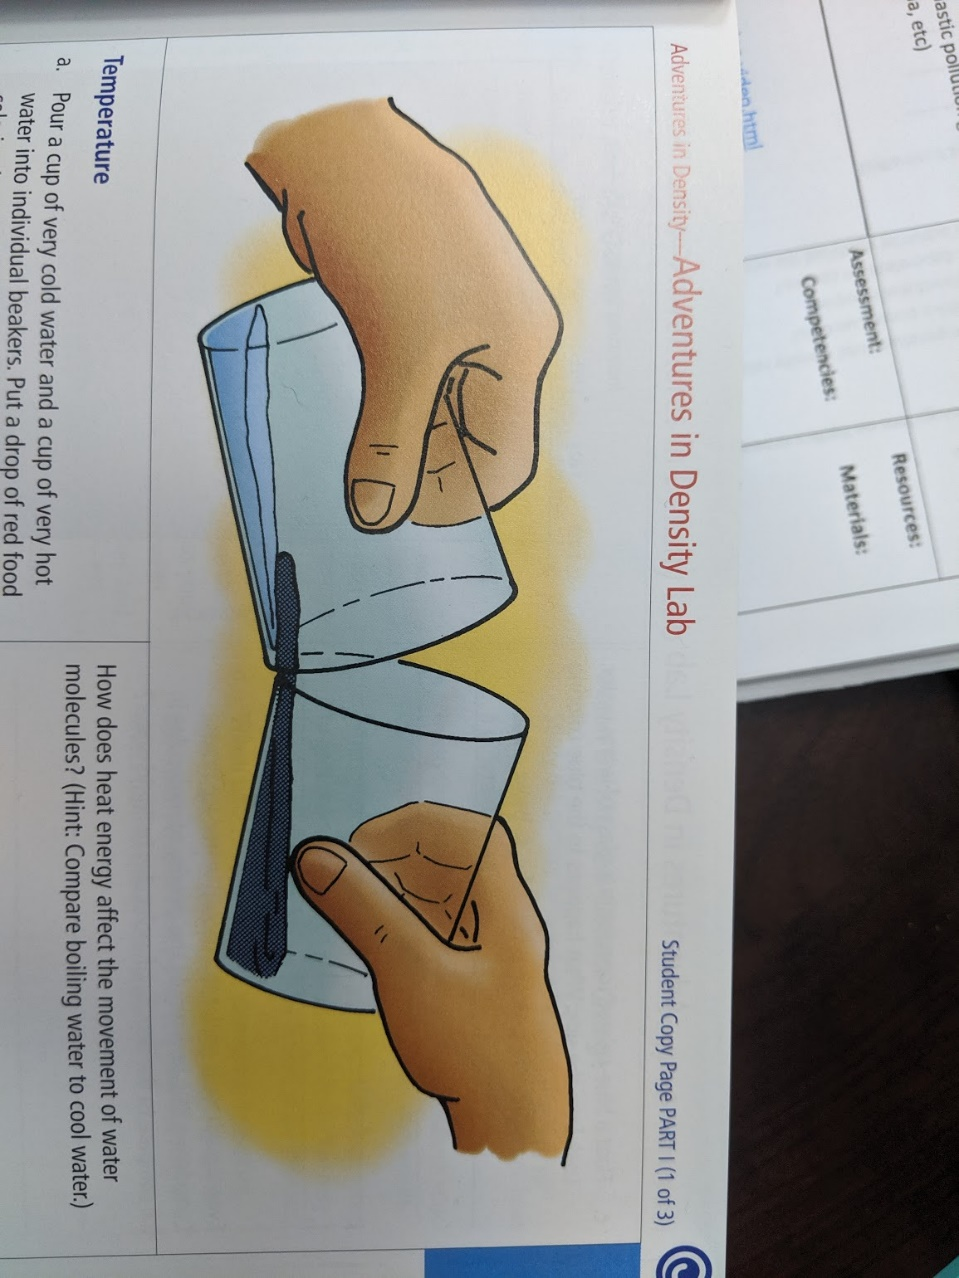 Adventures in Density—Adventures in Density Lab
Student Copy Page PART I (1 of 3)
Temperature
a. Pour a cup of very cold water and a cup of very hot
water into individual beakers. Put a drop of red food
How does heat energy affect the movement of water
molecules? (Hint: Compare boiling water to cool water.)
a, etc)
Assessment:
Competencies:
Resources:
Materials: